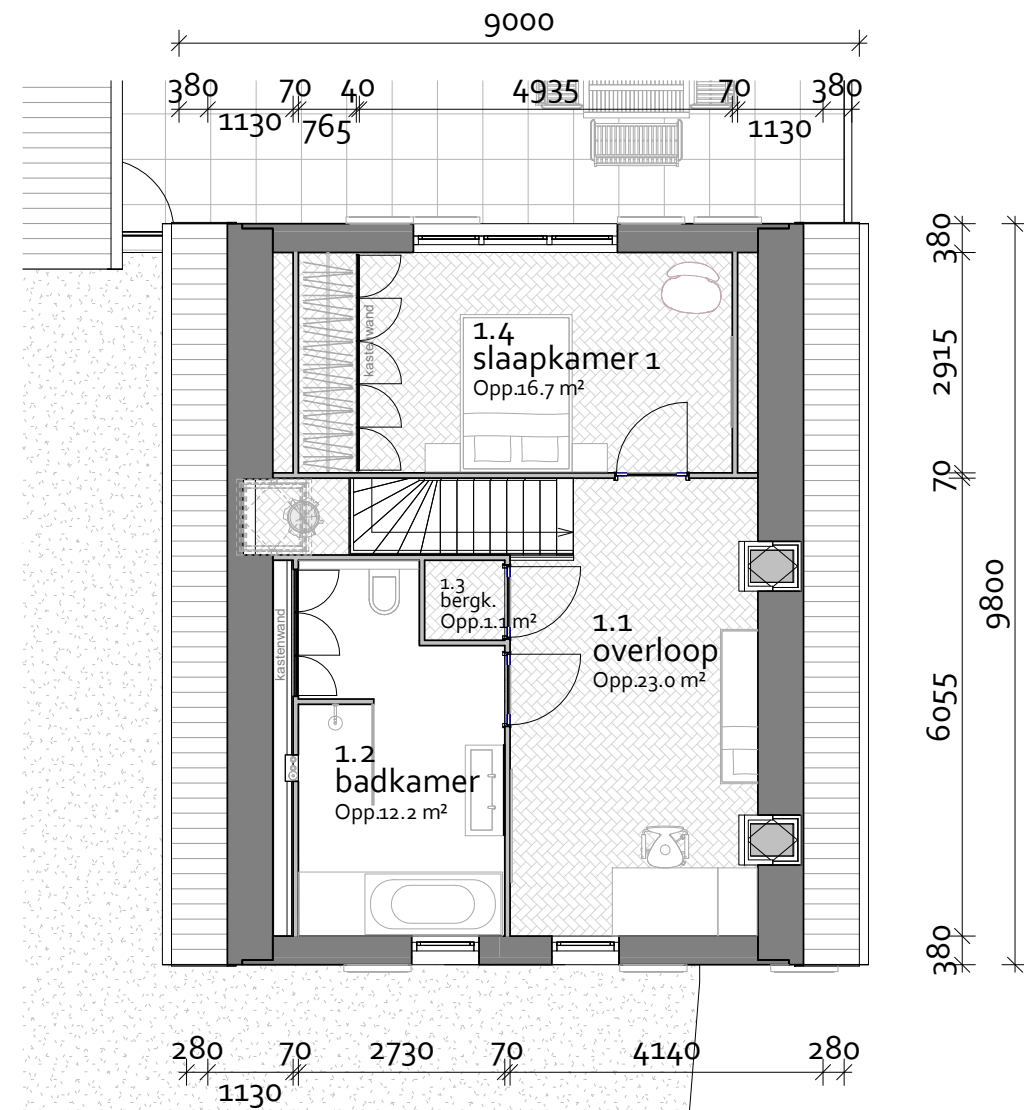 9000
380 70 40 4935 70 380
1130 765 1130
380
2915
70
6055
380
9800
kastenwand
1.4
slaapkamer 1
Opp.16.7 m²
1.3
bergk.
Opp.1.1 m²
kastenwand
1.1
overloop
Opp.23.0 m²
1.2
badkamer
Opp.12.2 m²
280 70 2730 70 4140 280
1130